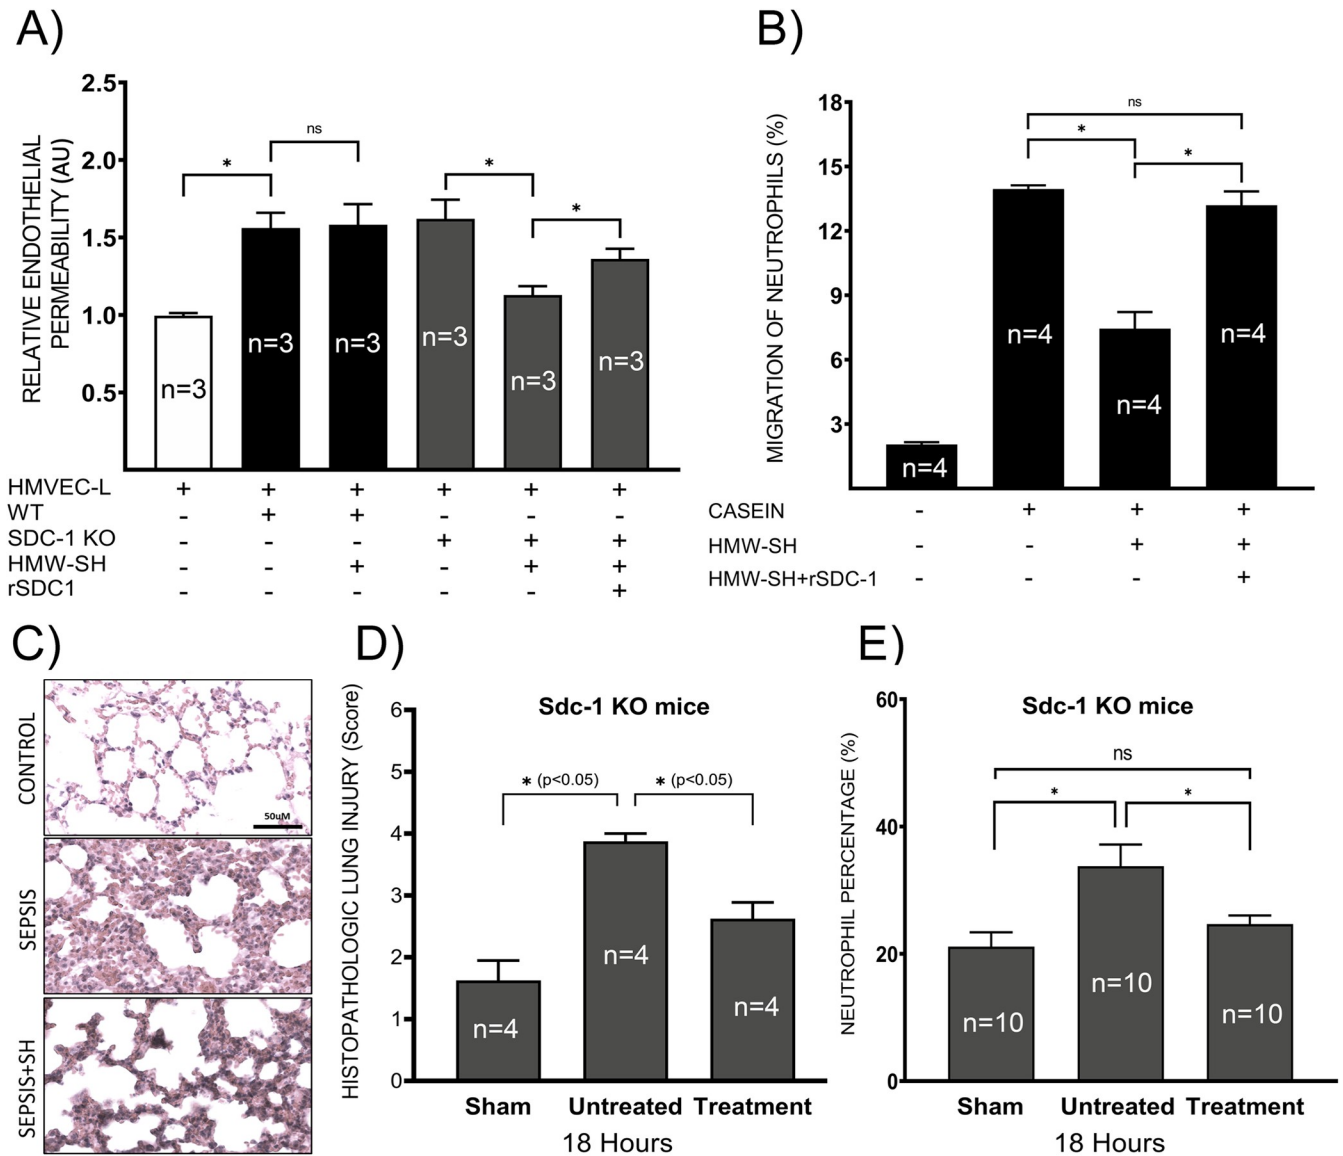 A)
RELATIVE ENDOTHELIAL
PERMEABILITY (AU)
2.5
2.0
1.5
1.0
0.5
*
ns
*
*
n=3
n=3
n=3
n=3
n=3
n=3
HMVEC-L + + + + + +
WT - + + - - -
SDC-1 KO - - - + + +
HMW-SH - - + - + +
rSDC1 - - - - - +
B)
MIGRATION OF NEUTROPHILS (%)
18
15
12
9
6
3
ns
*
*
n=4
n=4
n=4
n=4
CASEIN - + + +
HMW-SH - - + +
HMW-SH+rSDC-1 - - - +
C)
CONTROL
50uM
SEPSIS
SEPSIS+SH
D)
Sdc-1 KO mice
HISTOPATHOLOGIC LUNG INJURY (Score)
6
5
4
3
2
1
0
* (p<0.05)
* (p<0.05)
n=4
n=4
n=4
Sham Untreated Treatment
18 Hours
E)
Sdc-1 KO mice
NEUTROPHIL PERCENTAGE (%)
60
40
20
0
ns
*
*
n=10
n=10
n=10
Sham Untreated Treatment
18 Hours